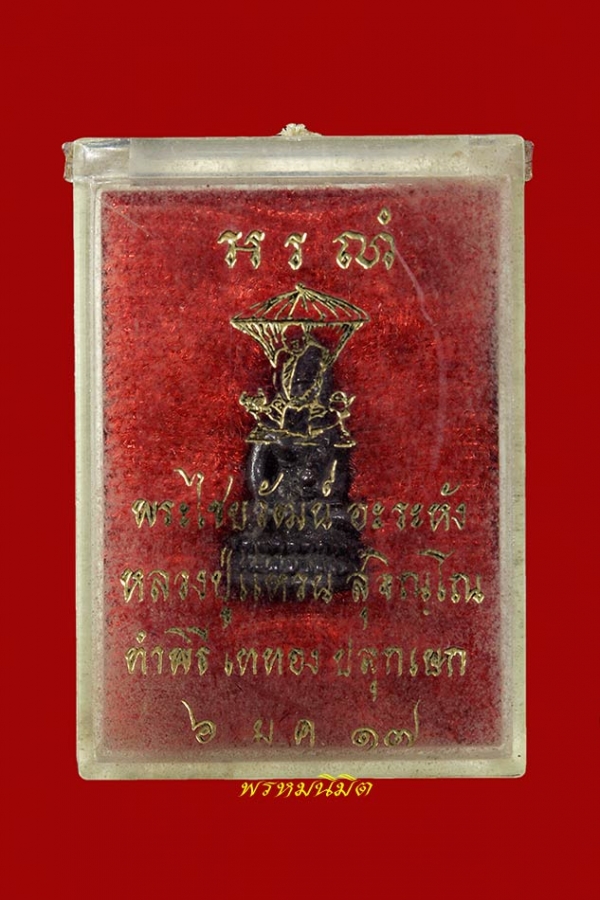 อ ร หํ
พระไชยวัฒน์ อะระหัง
หลวงปู่แหวน สุจิณฺโณ
ทำพิธี เททอง ปลุกเษก
๖ ม ค. ๑๗
พรหมนิมิต